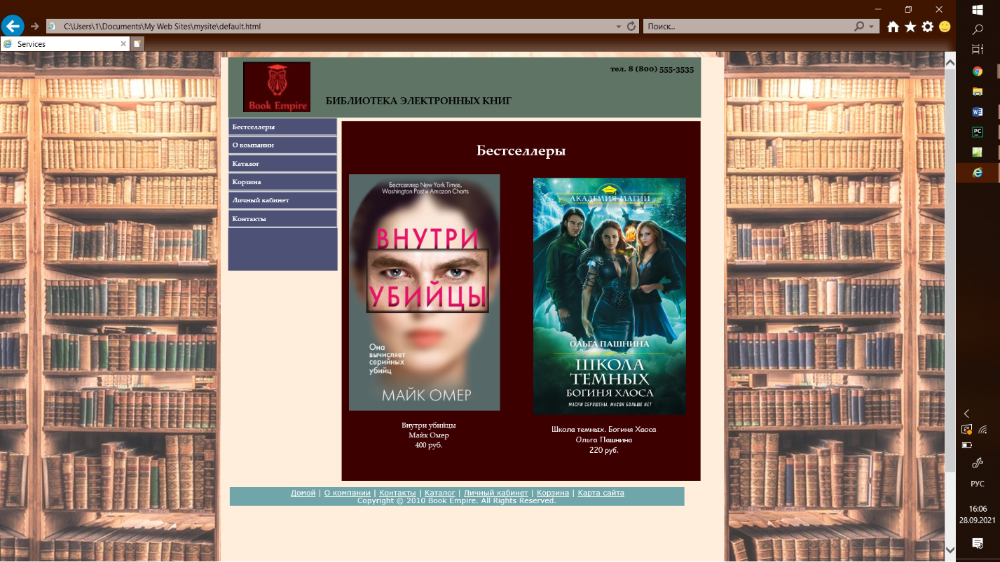 C:\Users\1\Documents\My Web Sites\mysite\default.html
Поиск...
Services
Book Empire
тел. 8 (800) 555-3535
БИБЛИОТЕКА ЭЛЕКТРОННЫХ КНИГ
Бестселлеры
О компании
Каталог
Корзина
Личный кабинет
Контакты
Бестселлеры
Бестселлер New York Times,
Washington Post и Amazon Charts
ВНУТРИ
УБИЙЦЫ
Она
вычисляет
серийных
убийц
МАЙК ОМЕР
Внутри убийцы
Майк Омер
400 руб.
АКАДЕМИЯ МАГИИ
ОЛЬГА ПАШНИНА
ШКОЛА
ТЕМНЫХ
БОГИНЯ ХАОСА
МАСКИ СБРОШЕНЫ, МАСОК БОЛЬШЕ НЕТ
Школа темных. Богиня Хаоса
Ольга Пашнина
220 руб.
Домой | О компании | Контакты | Каталог | Личный кабинет | Корзина | Карта сайта
Copyright © 2010 Book Empire. All Rights Reserved.
PC
РУС
16:06
28.09.2021